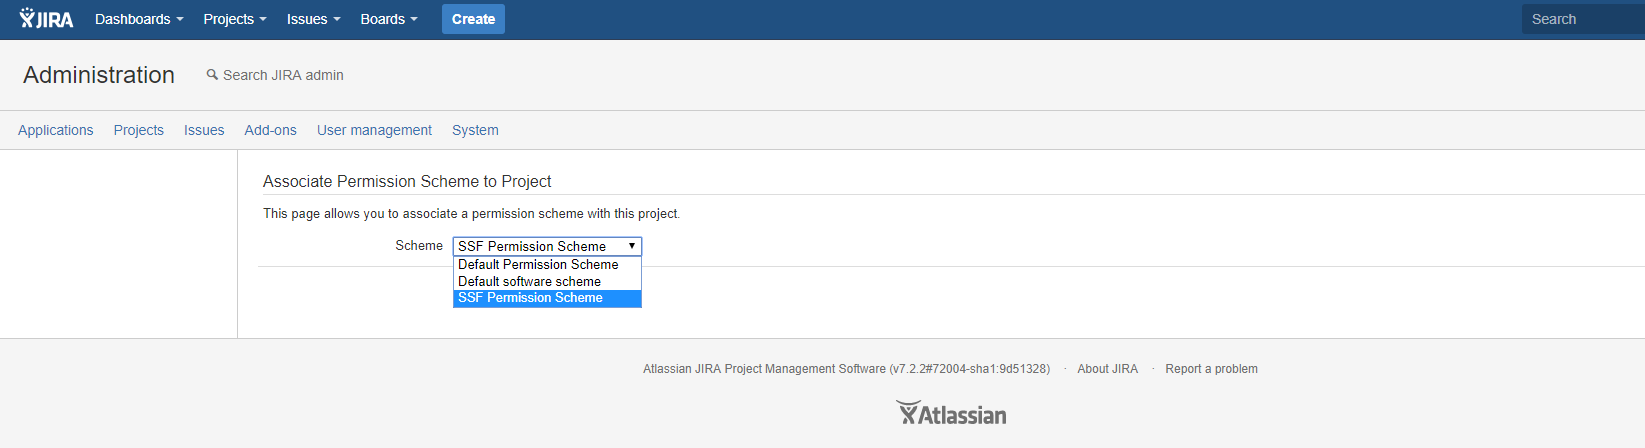 JIRA Dashboards Projects Issues Boards Create Search
Administration Search JIRA admin
Applications Projects Issues Add-ons User management System
Associate Permission Scheme to Project
This page allows you to associate a permission scheme with this project.
Scheme SSF Permission Scheme
Default Permission Scheme
Default software scheme
SSF Permission Scheme
Atlassian JIRA Project Management Software (v7.2.2#72004-sha1:9d51328) · About JIRA · Report a problem
Atlassian